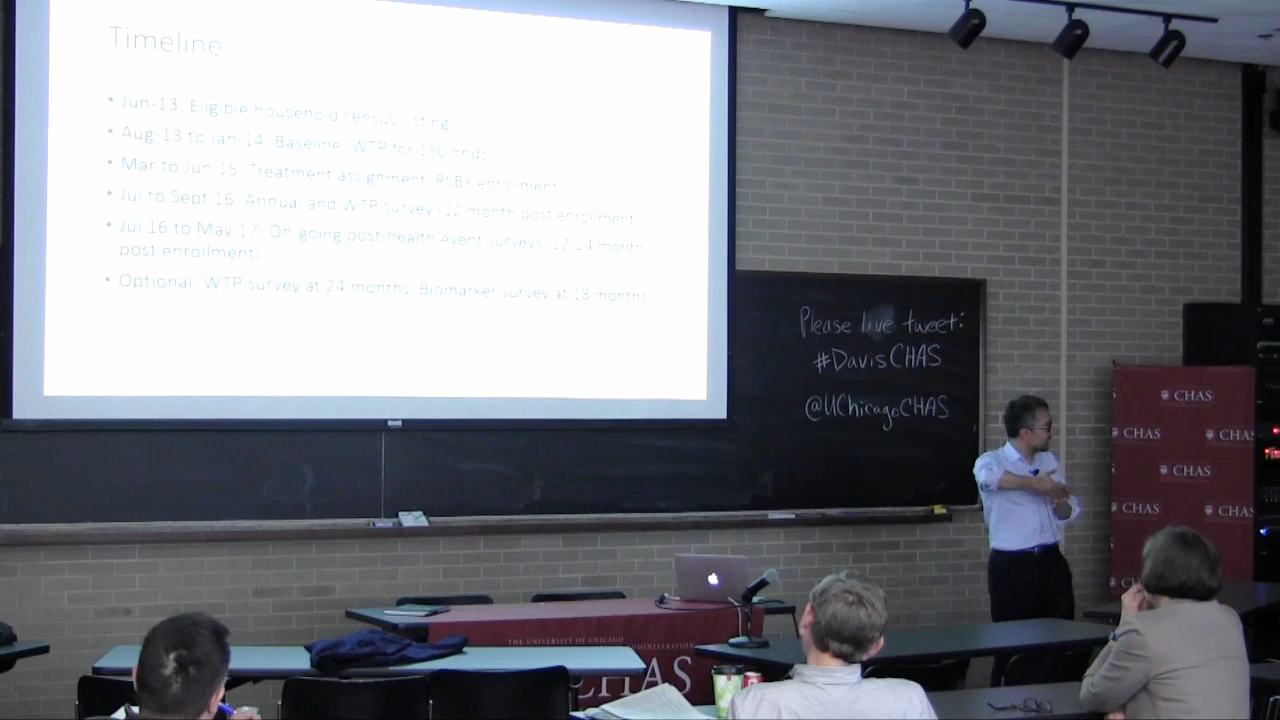 Timeline
• Jun-13: Eligible household census/listing
• Aug-13 to Jan-14: Baseline, WTP for
• Mar to Jun 15: Treatment assignment, RSBY enrollment
• Jul to Sept 16: Annual and WTP survey (12 month post enrollment)
• Jul 16 to May 17: On going post-health event surveys (12-24 month
post enrollment)
• Optional: WTP survey at 24 months, Biomarker survey at 18 months
Please live tweet:
#DavisCHAS
@UChicagoCHAS
CHAS
CHAS
CHAS
CHAS
CHAS
CHAS
THE UNIVERSITY OF CHICAGO
ADMINISTRATION
CHAS